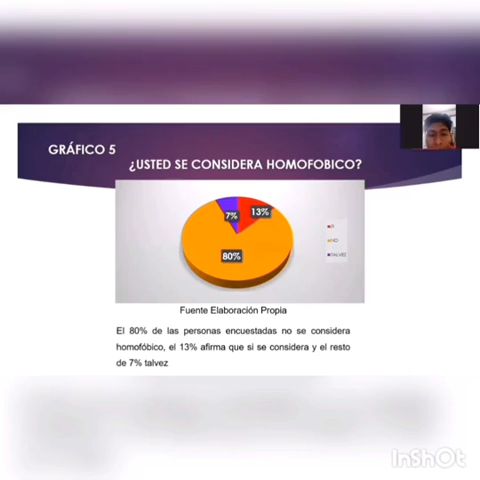 GRÁFICO 5
¿USTED SE CONSIDERA HOMOFOBICO?
7%
13%
80%
SI
NO
TALVEZ
Fuente Elaboración Propia
El 80% de las personas encuestadas no se considera
homofóbico, el 13% afirma que si se considera y el resto
de 7% talvez
InShOt